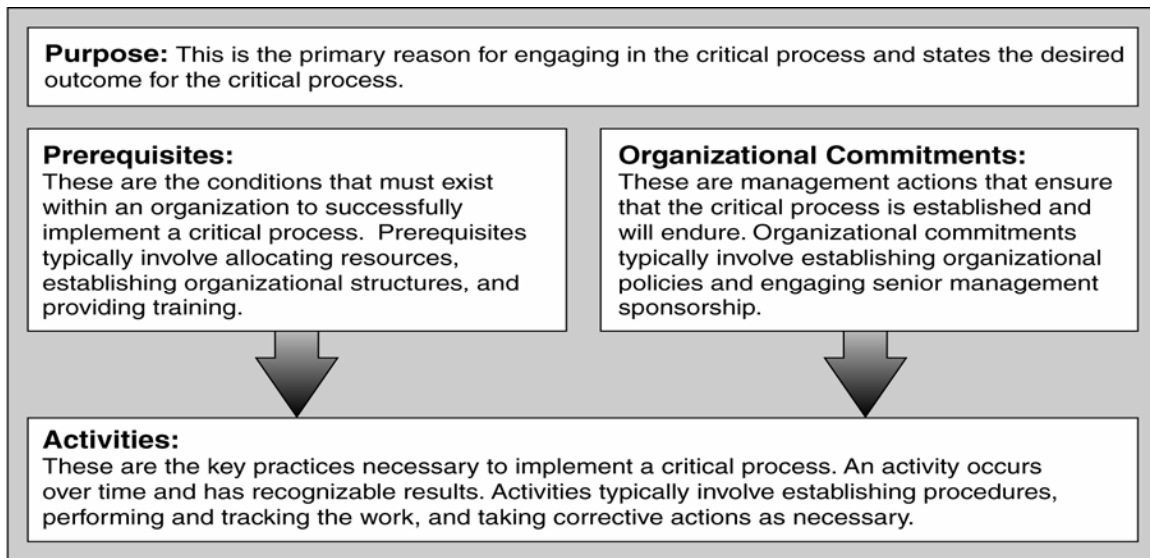 Purpose: This is the primary reason for engaging in the critical process and states the desired
outcome for the critical process.
Prerequisites:
These are the conditions that must exist
within an organization to successfully
implement a critical process.  Prerequisites
typically involve allocating resources,
establishing organizational structures, and
providing training.
Organizational Commitments:
These are management actions that ensure
that the critical process is established and
will endure. Organizational commitments
typically involve establishing organizational
policies and engaging senior management
sponsorship.
Activities:
These are the key practices necessary to implement a critical process. An activity occurs
over time and has recognizable results. Activities typically involve establishing procedures,
performing and tracking the work, and taking corrective actions as necessary.